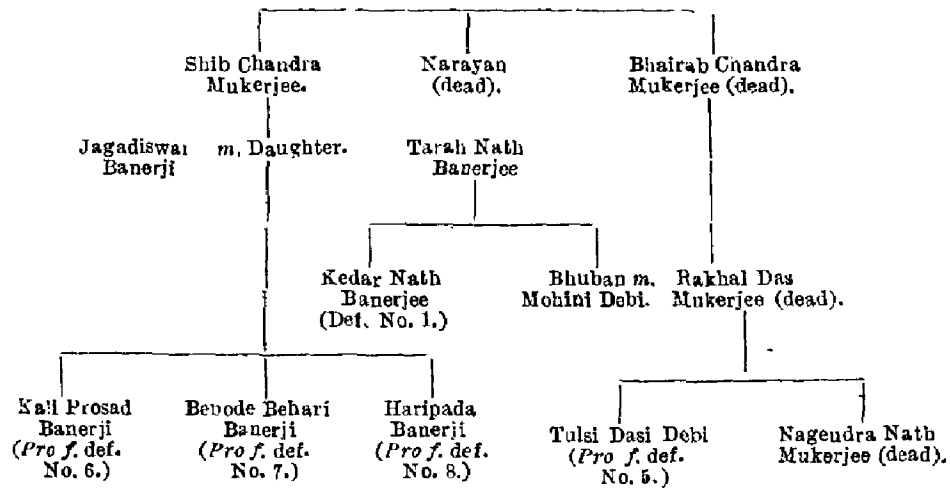 Shib Chandra
Mukerjee.
Narayan
(dead).
Bhairab Chandra
Mukerjee (dead).
Jagadiswar m. Daughter.
Banerji
Tarah Nath
Banerjee
Kedar Nath
Banerjee
(Def. No. 1.)
Bhuban m.
Mohini Debi.
Rakhal Das
Mukerjee (dead).
Kali Prosad
Banerji
(Pro f. def.
No. 6.)
Benode Behari
Banerji
(Pro f. def.
No. 7.)
Haripada
Banerji
(Pro f. def.
No. 8.)
Tulsi Dasi Debi
(Pro f. def.
No. 5.)
Nagendra Nath
Mukerjee (dead).